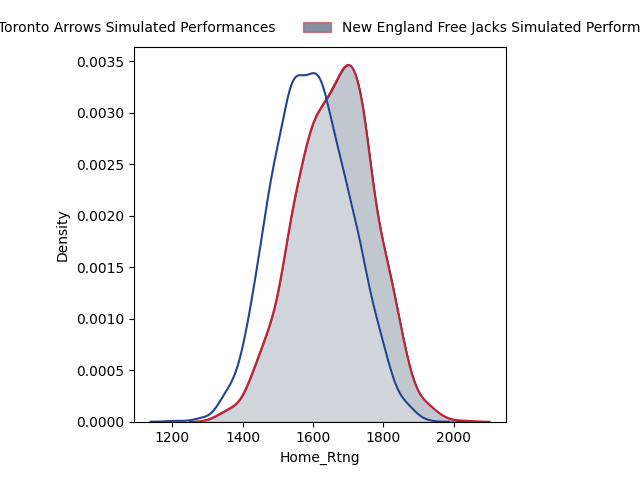 Toronto Arrows Simulated Performances New England Free Jacks Simulated Perform
0.0035
0.0030
0.0025
0.0020
0.0015
0.0010
0.0005
0.0000
Density
1200 1400 1600 1800 2000
Home_Rtng